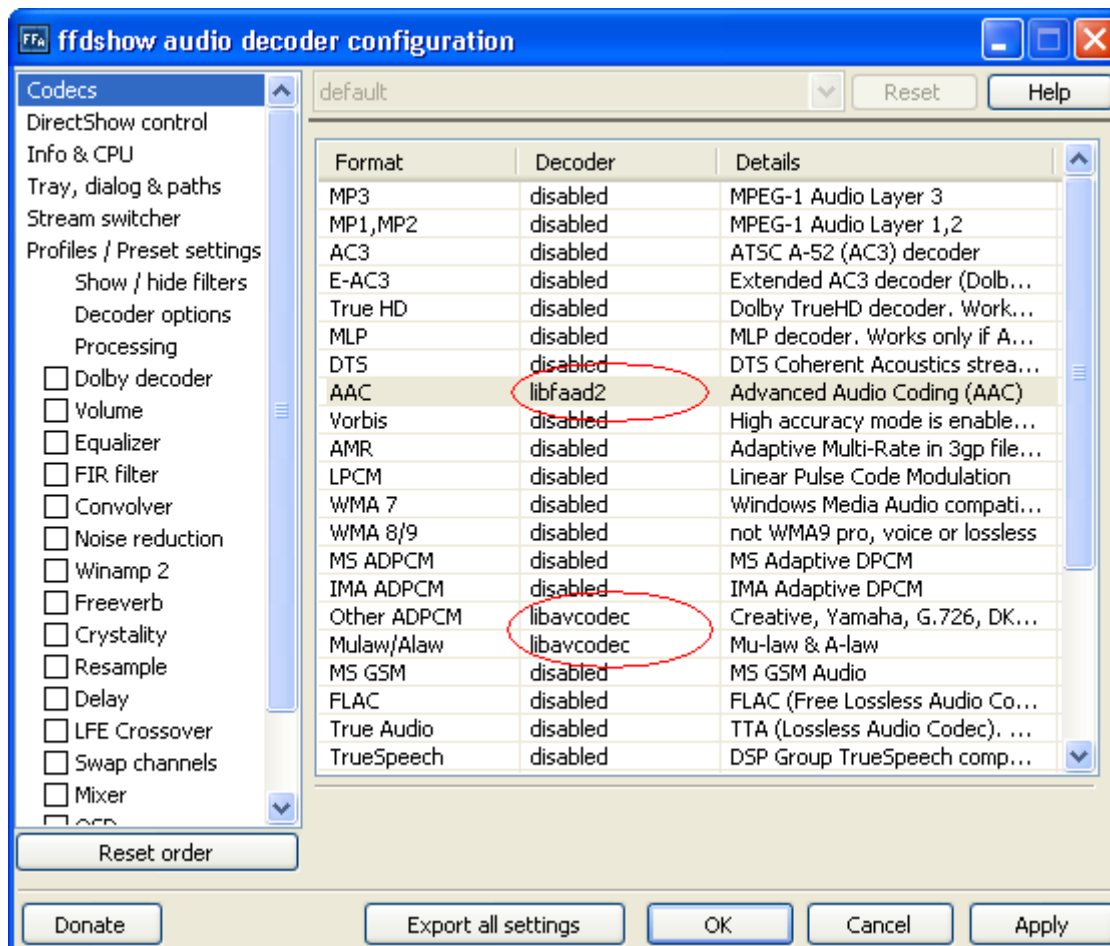 FFa ffdshow audio decoder configuration
Codecs
DirectShow control
Info & CPU
Tray, dialog & paths
Stream switcher
Profiles / Preset settings
Show / hide filters
Decoder options
Processing
Dolby decoder
Volume
Equalizer
FIR filter
Convolver
Noise reduction
Winamp 2
Freeverb
Crystality
Resample
Delay
LFE Crossover
Swap channels
Mixer
Reset order
default Reset Help
Format Decoder Details
MP3 disabled MPEG-1 Audio Layer 3
MP1,MP2 disabled MPEG-1 Audio Layer 1,2
AC3 disabled ATSC A-52 (AC3) decoder
E-AC3 disabled Extended AC3 decoder (Dolb...
True HD disabled Dolby TrueHD decoder. Work...
MLP disabled MLP decoder. Works only if A...
DTS disabled DTS Coherent Acoustics strea...
AAC libfaad2 Advanced Audio Coding (AAC)
Vorbis disabled High accuracy mode is enable...
AMR disabled Adaptive Multi-Rate in 3gp file...
LPCM disabled Linear Pulse Code Modulation
WMA 7 disabled Windows Media Audio compati...
WMA 8/9 disabled not WMA9 pro, voice or lossless
MS ADPCM disabled MS Adaptive DPCM
IMA ADPCM disabled IMA Adaptive DPCM
Other ADPCM libavcodec Creative, Yamaha, G.726, DK...
Mulaw/Alaw libavcodec Mu-law & A-law
MS GSM disabled MS GSM Audio
FLAC disabled FLAC (Free Lossless Audio Co...
True Audio disabled TTA (Lossless Audio Codec). ...
TrueSpeech disabled DSP Group TrueSpeech comp...
Donate Export all settings OK Cancel Apply